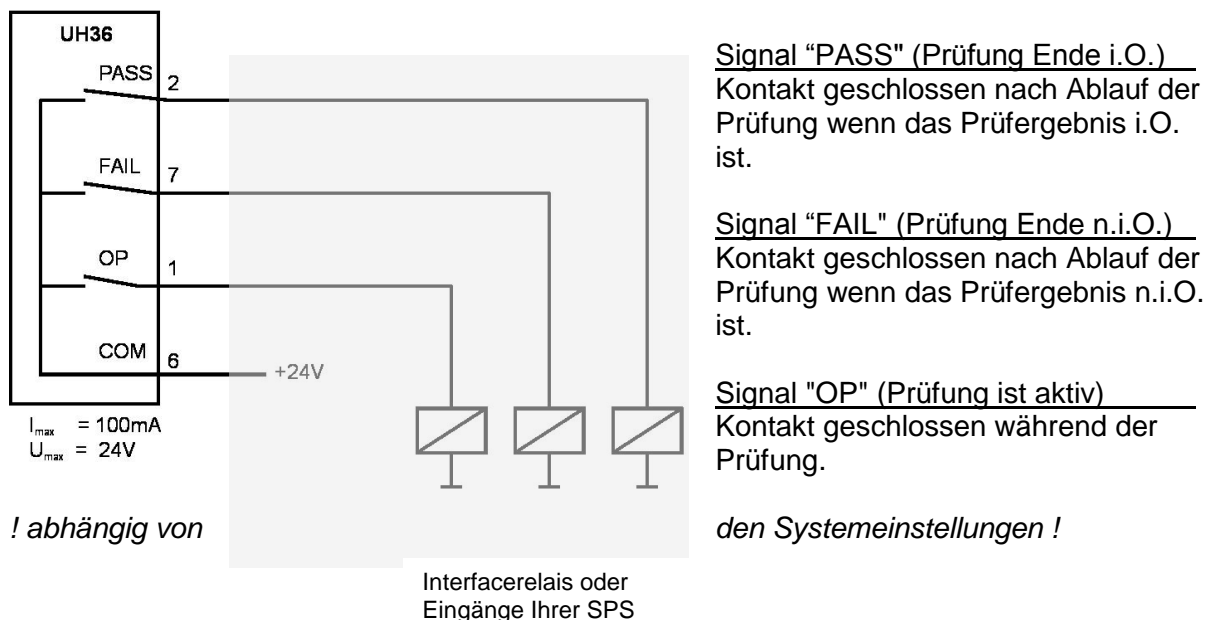 UH36
PASS 2
FAIL 7
OP 1
COM 6
+24V
Imax = 100mA
Umax = 24V
Signal “PASS" (Prüfung Ende i.O.)
Kontakt geschlossen nach Ablauf der
Prüfung wenn das Prüfergebnis i.O.
ist.
Signal “FAIL" (Prüfung Ende n.i.O.)
Kontakt geschlossen nach Ablauf der
Prüfung wenn das Prüfergebnis n.i.O.
ist.
Signal "OP" (Prüfung ist aktiv)
Kontakt geschlossen während der
Prüfung.
! abhängig von den Systemeinstellungen !
Interfacerelais oder
Eingänge Ihrer SPS